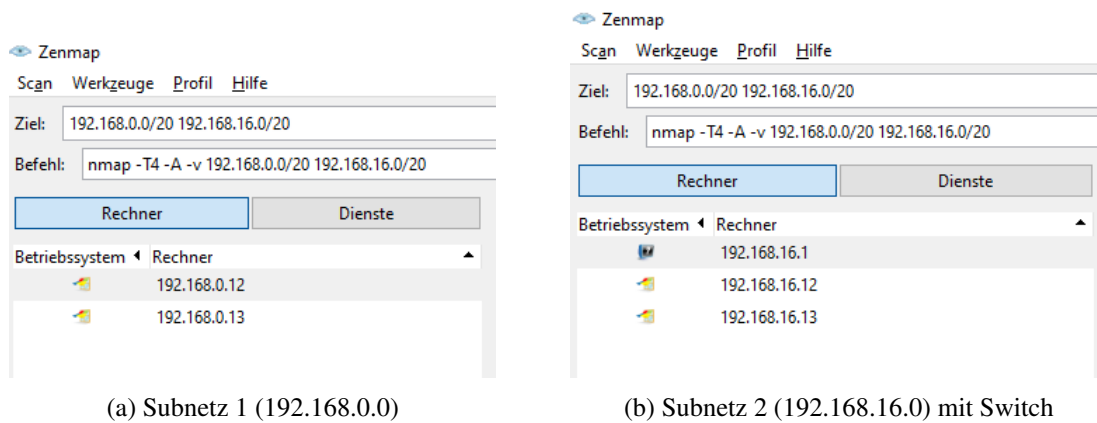 Zenmap
Scan Werkzeuge Profil Hilfe
Ziel: 192.168.0.0/20 192.168.16.0/20
Befehl: nmap -T4 -A -v 192.168.0.0/20 192.168.16.0/20
Rechner Dienste
Betriebssystem Rechner
192.168.0.12
192.168.0.13
(a) Subnetz 1 (192.168.0.0)
Zenmap
Scan Werkzeuge Profil Hilfe
Ziel: 192.168.0.0/20 192.168.16.0/20
Befehl: nmap -T4 -A -v 192.168.0.0/20 192.168.16.0/20
Rechner Dienste
Betriebssystem Rechner
192.168.16.1
192.168.16.12
192.168.16.13
(b) Subnetz 2 (192.168.16.0) mit Switch